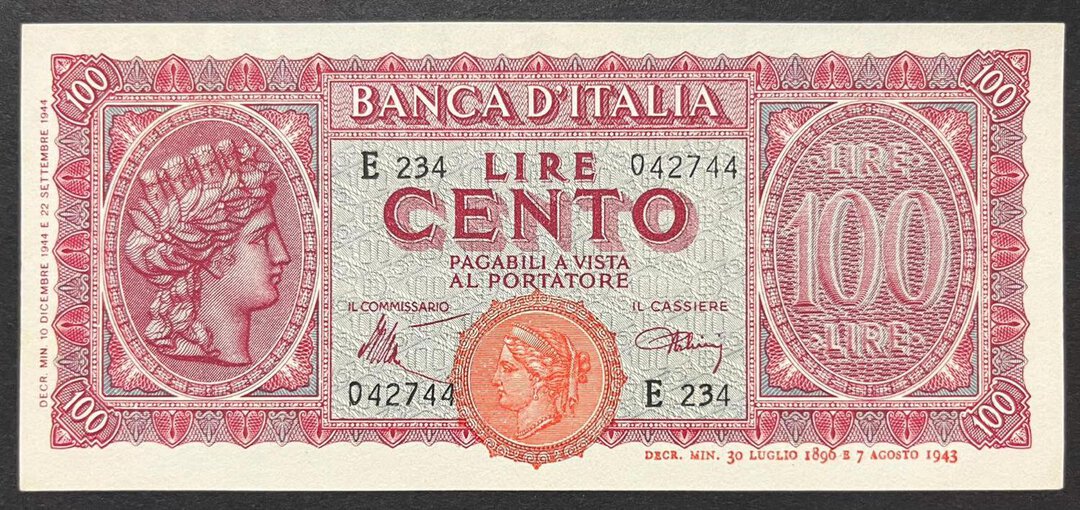 100
100
BANCA D'ITALIA
E 234
LIRE
042744
CENTO
PAGABILI A VISTA
AL PORTATORE
IL COMMISSARIO
IL CASSIERE
042744
E 234
LIRE
100
LIRE
100
100
DECR. MIN. 10 DICEMBRE 1944 E 22 SETTEMBRE 1944
DECR. MIN. 30 LUGLIO 1896 E 7 AGOSTO 1943